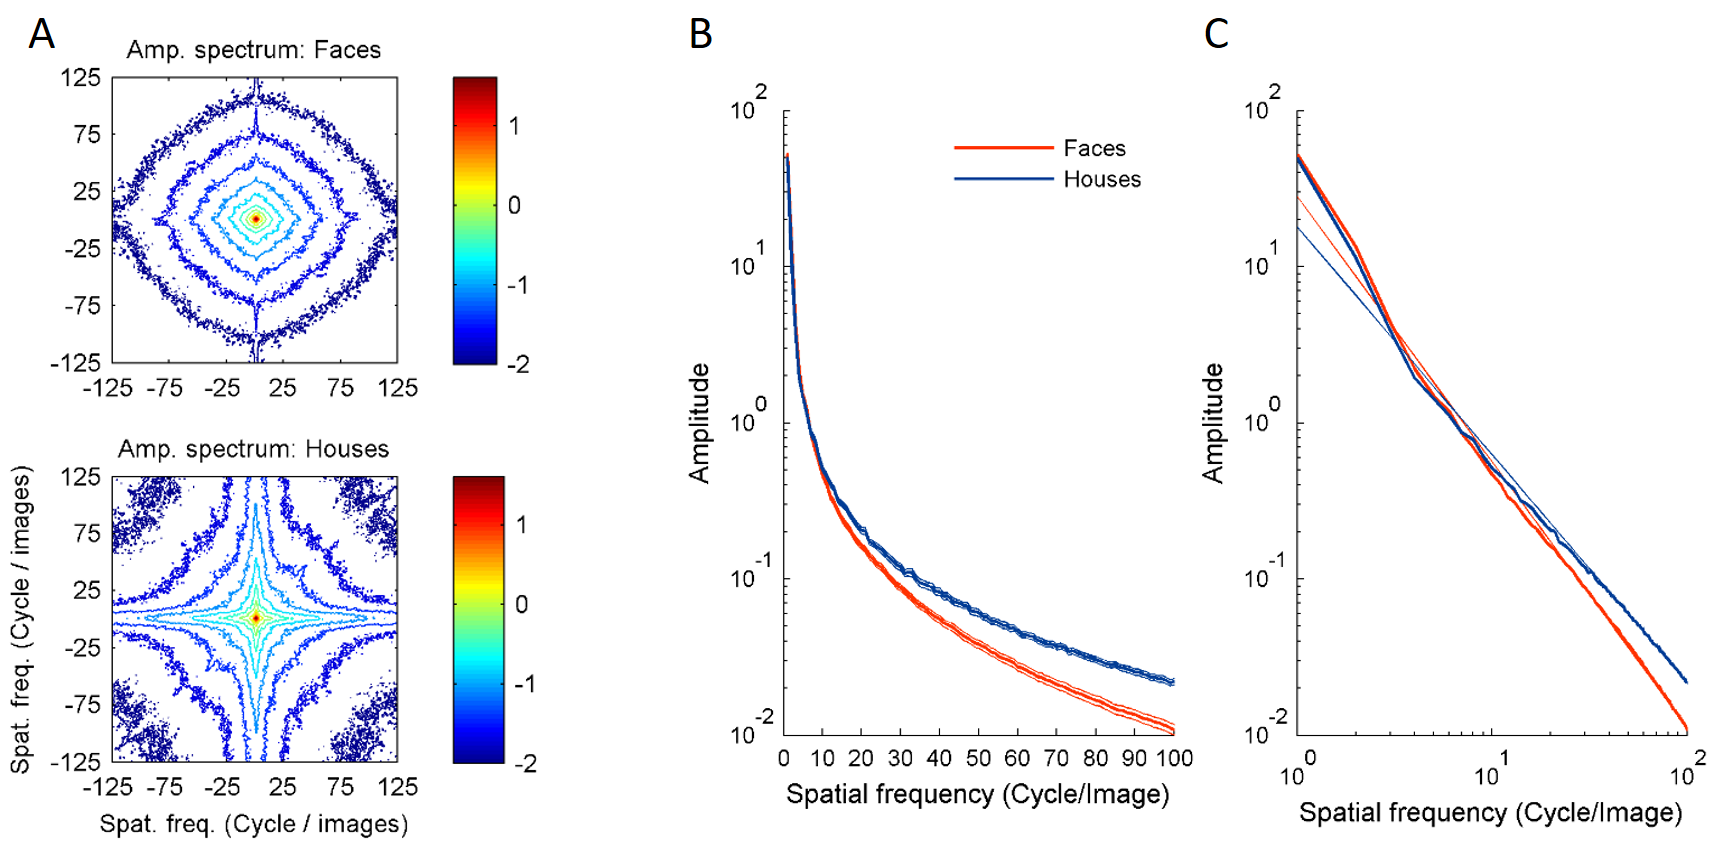 A
Amp. spectrum: Faces
125
75
25
-25
-75
-125
-125 -75 -25 25 75 125
1
0
-1
-2
Amp. spectrum: Houses
Spat. freq. (Cycle / images)
125
75
25
-25
-75
-125
-125 -75 -25 25 75 125
Spat. freq. (Cycle / images)
1
0
-1
-2
B
Amplitude
10^2
10^1
10^0
10^-1
10^-2
Faces
Houses
0 10 20 30 40 50 60 70 80 90 100
Spatial frequency (Cycle/Image)
C
Amplitude
10^2
10^1
10^0
10^-1
10^-2
10^0 10^1 10^2
Spatial frequency (Cycle/Image)